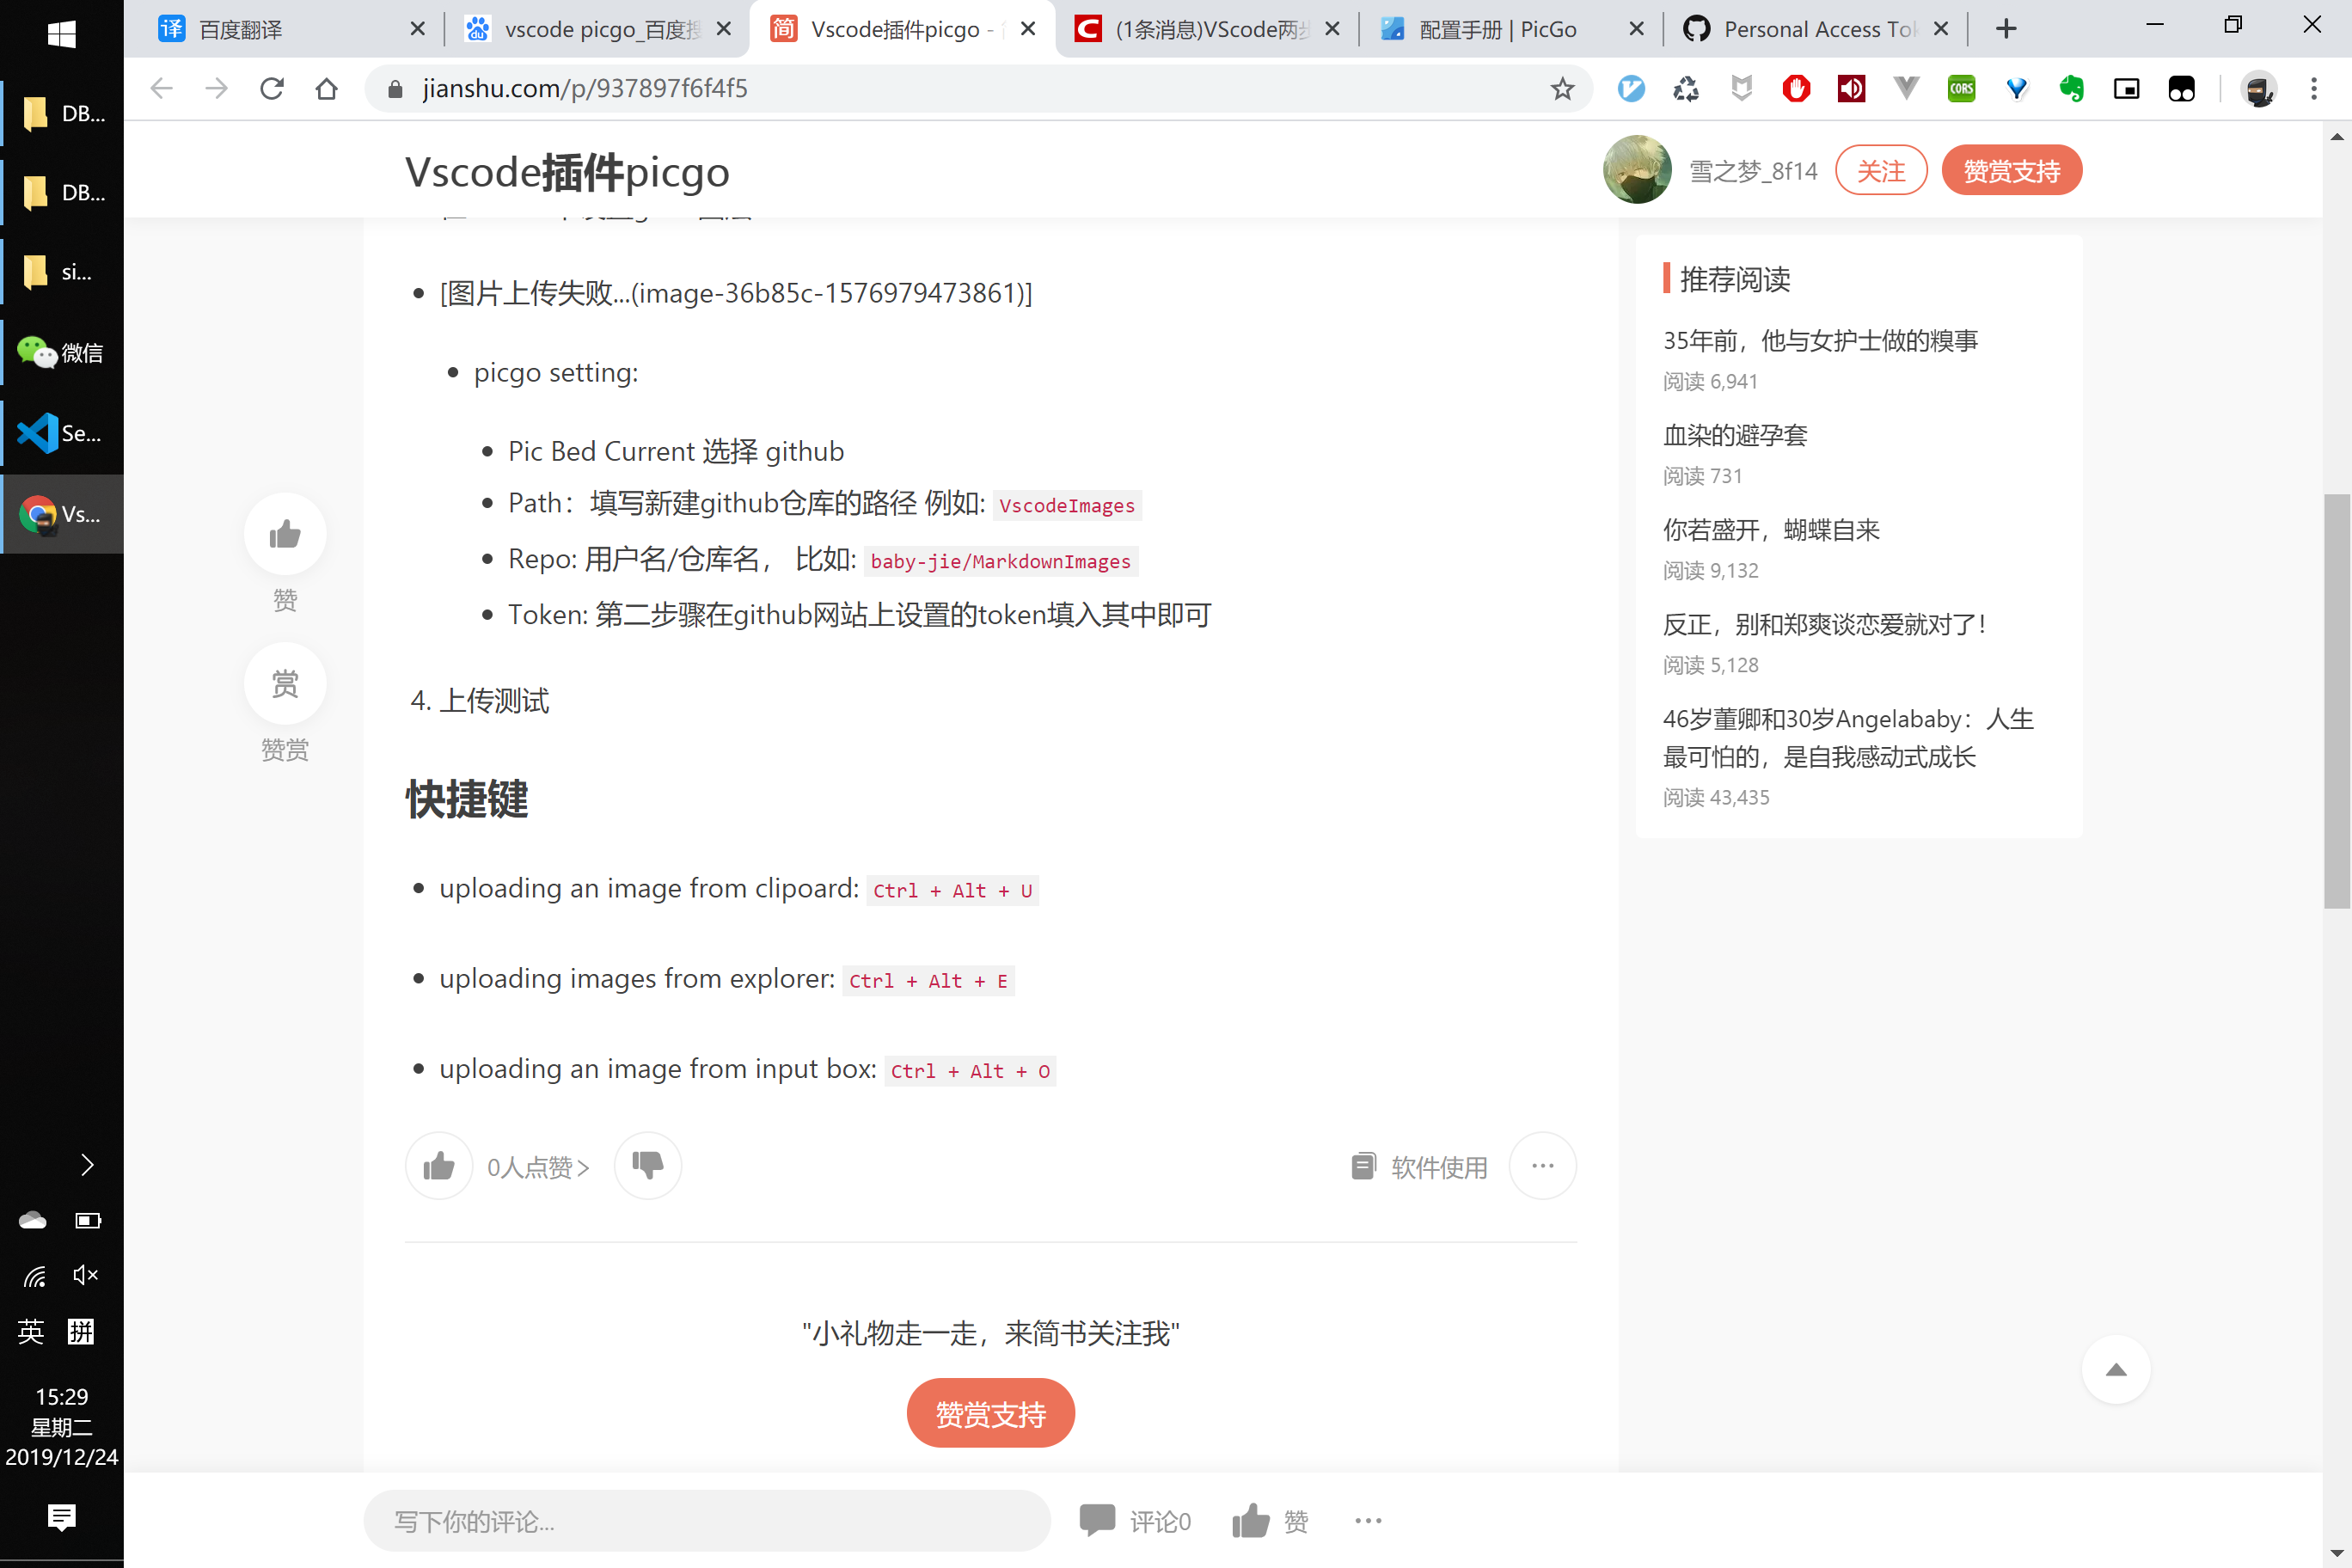 百度翻译
vscode picgo_百度搜
Vscode插件picgo -
(1条消息)VScode两步
配置手册 | PicGo
Personal Access Tok
jianshu.com/p/937897f6f4f5
DB...
DB...
si...
微信
Se...
Vs...
15:29
星期二
2019/12/24
英 拼
Vscode插件picgo
雪之梦_8f14
关注
赞赏支持
[图片上传失败...(image-36b85c-1576979473861)]
picgo setting:
Pic Bed Current 选择 github
Path：填写新建github仓库的路径 例如: VscodeImages
Repo: 用户名/仓库名， 比如: baby-jie/MarkdownImages
Token: 第二步骤在github网站上设置的token填入其中即可
4. 上传测试
快捷键
uploading an image from clipoard: Ctrl + Alt + U
uploading images from explorer: Ctrl + Alt + E
uploading an image from input box: Ctrl + Alt + O
赞
赏
赞赏
0人点赞 >
软件使用
"小礼物走一走，来简书关注我"
赞赏支持
写下你的评论...
评论0
赞
推荐阅读
35年前，他与女护士做的糗事
阅读 6,941
血染的避孕套
阅读 731
你若盛开，蝴蝶自来
阅读 9,132
反正，别和郑爽谈恋爱就对了！
阅读 5,128
46岁董卿和30岁Angelababy：人生
最可怕的，是自我感动式成长
阅读 43,435
CORS